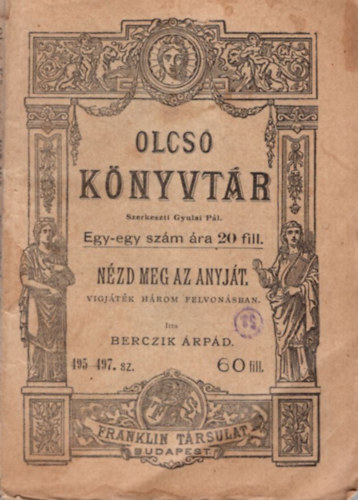 OLCSÓ
KÖNYVTÁR
Szerkeszti Gyulai Pál.
Egy-egy szám ára 20 fill.
NÉZD MEG AZ ANYJÁT.
VIGJÁTÉK HÁROM FELVONÁSBAN.
Irta
BERCZIK ÁRPÁD.
495–497. sz. 60 fill.
FRANKLIN TÁRSULAT
BUDAPEST.